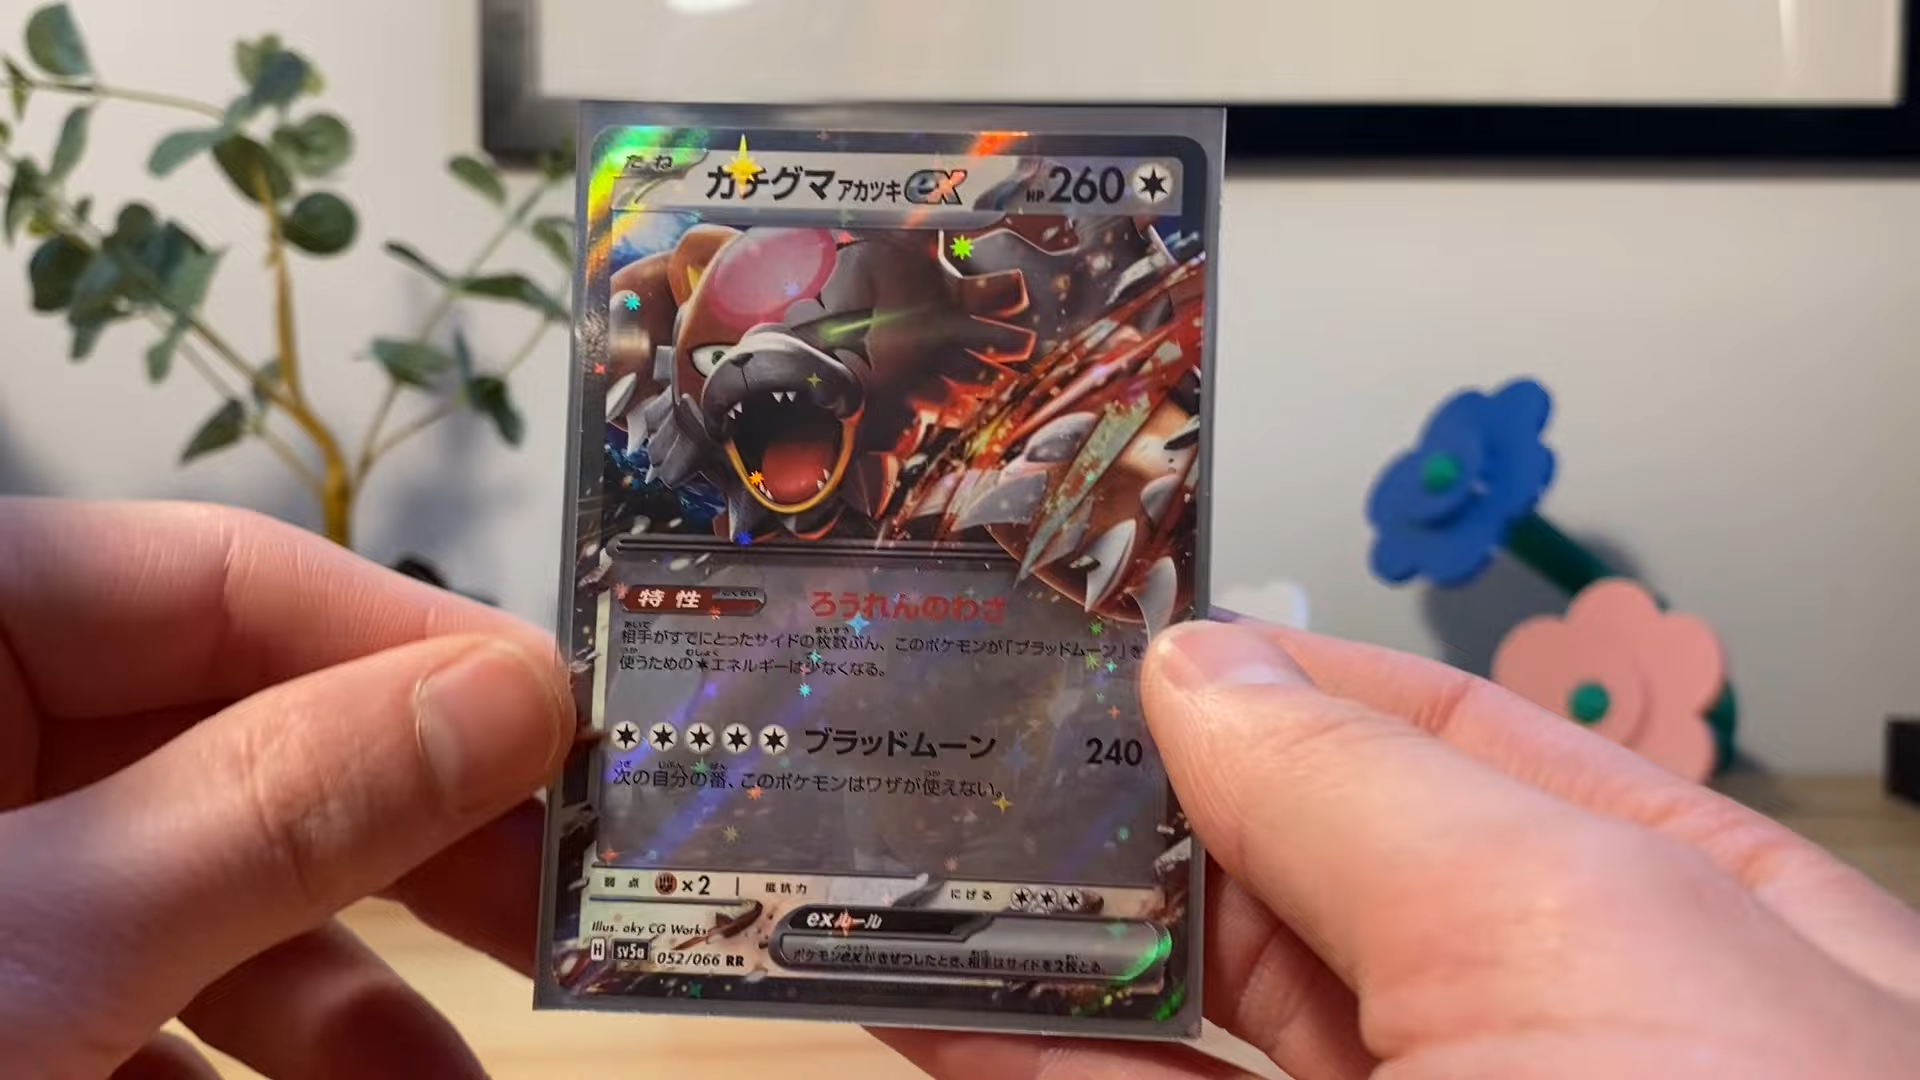 たね
ガチグマ アカツキ ex HP 260
特性 ろうれんのわざ
相手がすでにとったサイドの枚数ぶん、このポケモンが「ブラッドムーン」を
使うためのエネルギーは少なくなる。
ブラッドムーン 240
次の自分の番、このポケモンはワザが使えない。
弱点 ×2 抵抗力 にげる
Illus. aky CG Works
exルール
ポケモンexがきぜつしたとき、相手はサイドを2枚とる。
H sv5a 052/066 RR